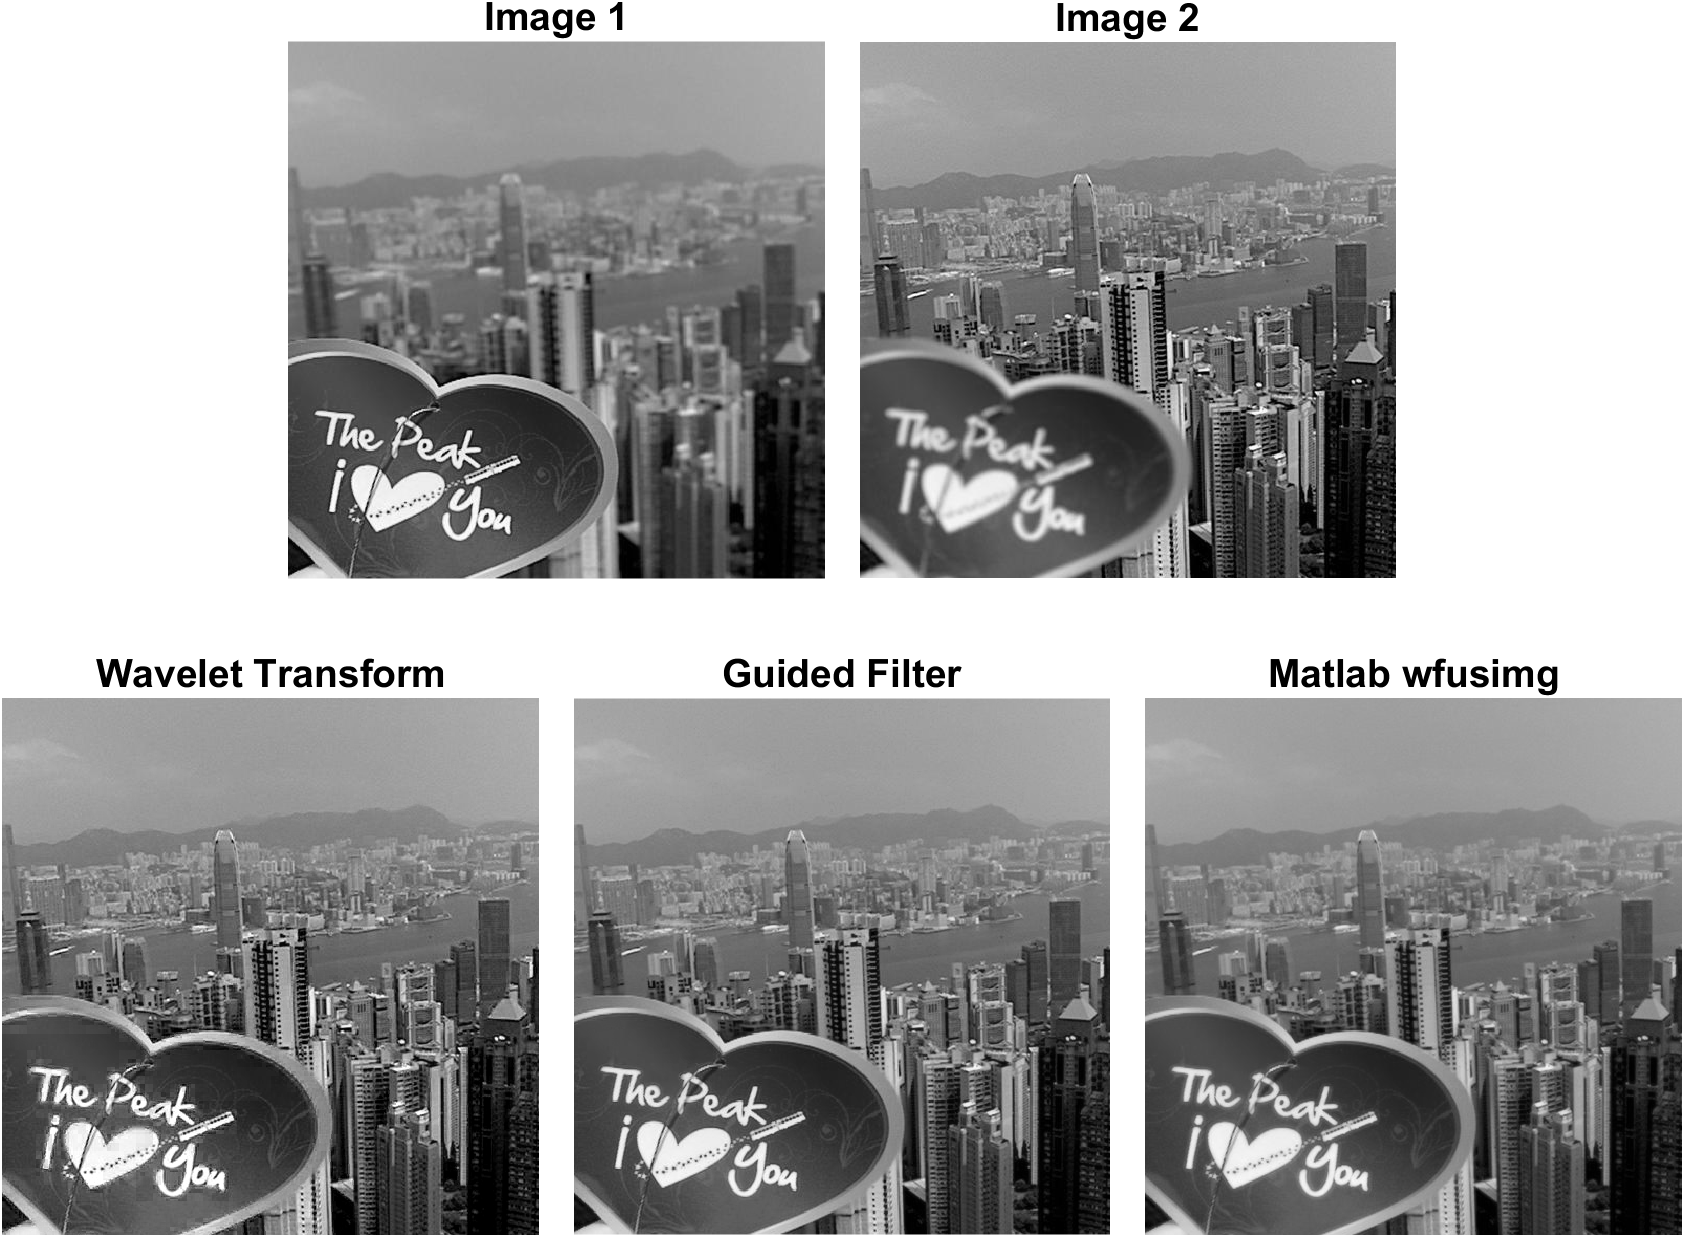 Image 1
Image 2
The Peak
i
You
The Peak
i
You
Wavelet Transform
Guided Filter
Matlab wfusimg
The Peak
i
You
The Peak
i
You
The Peak
i
You